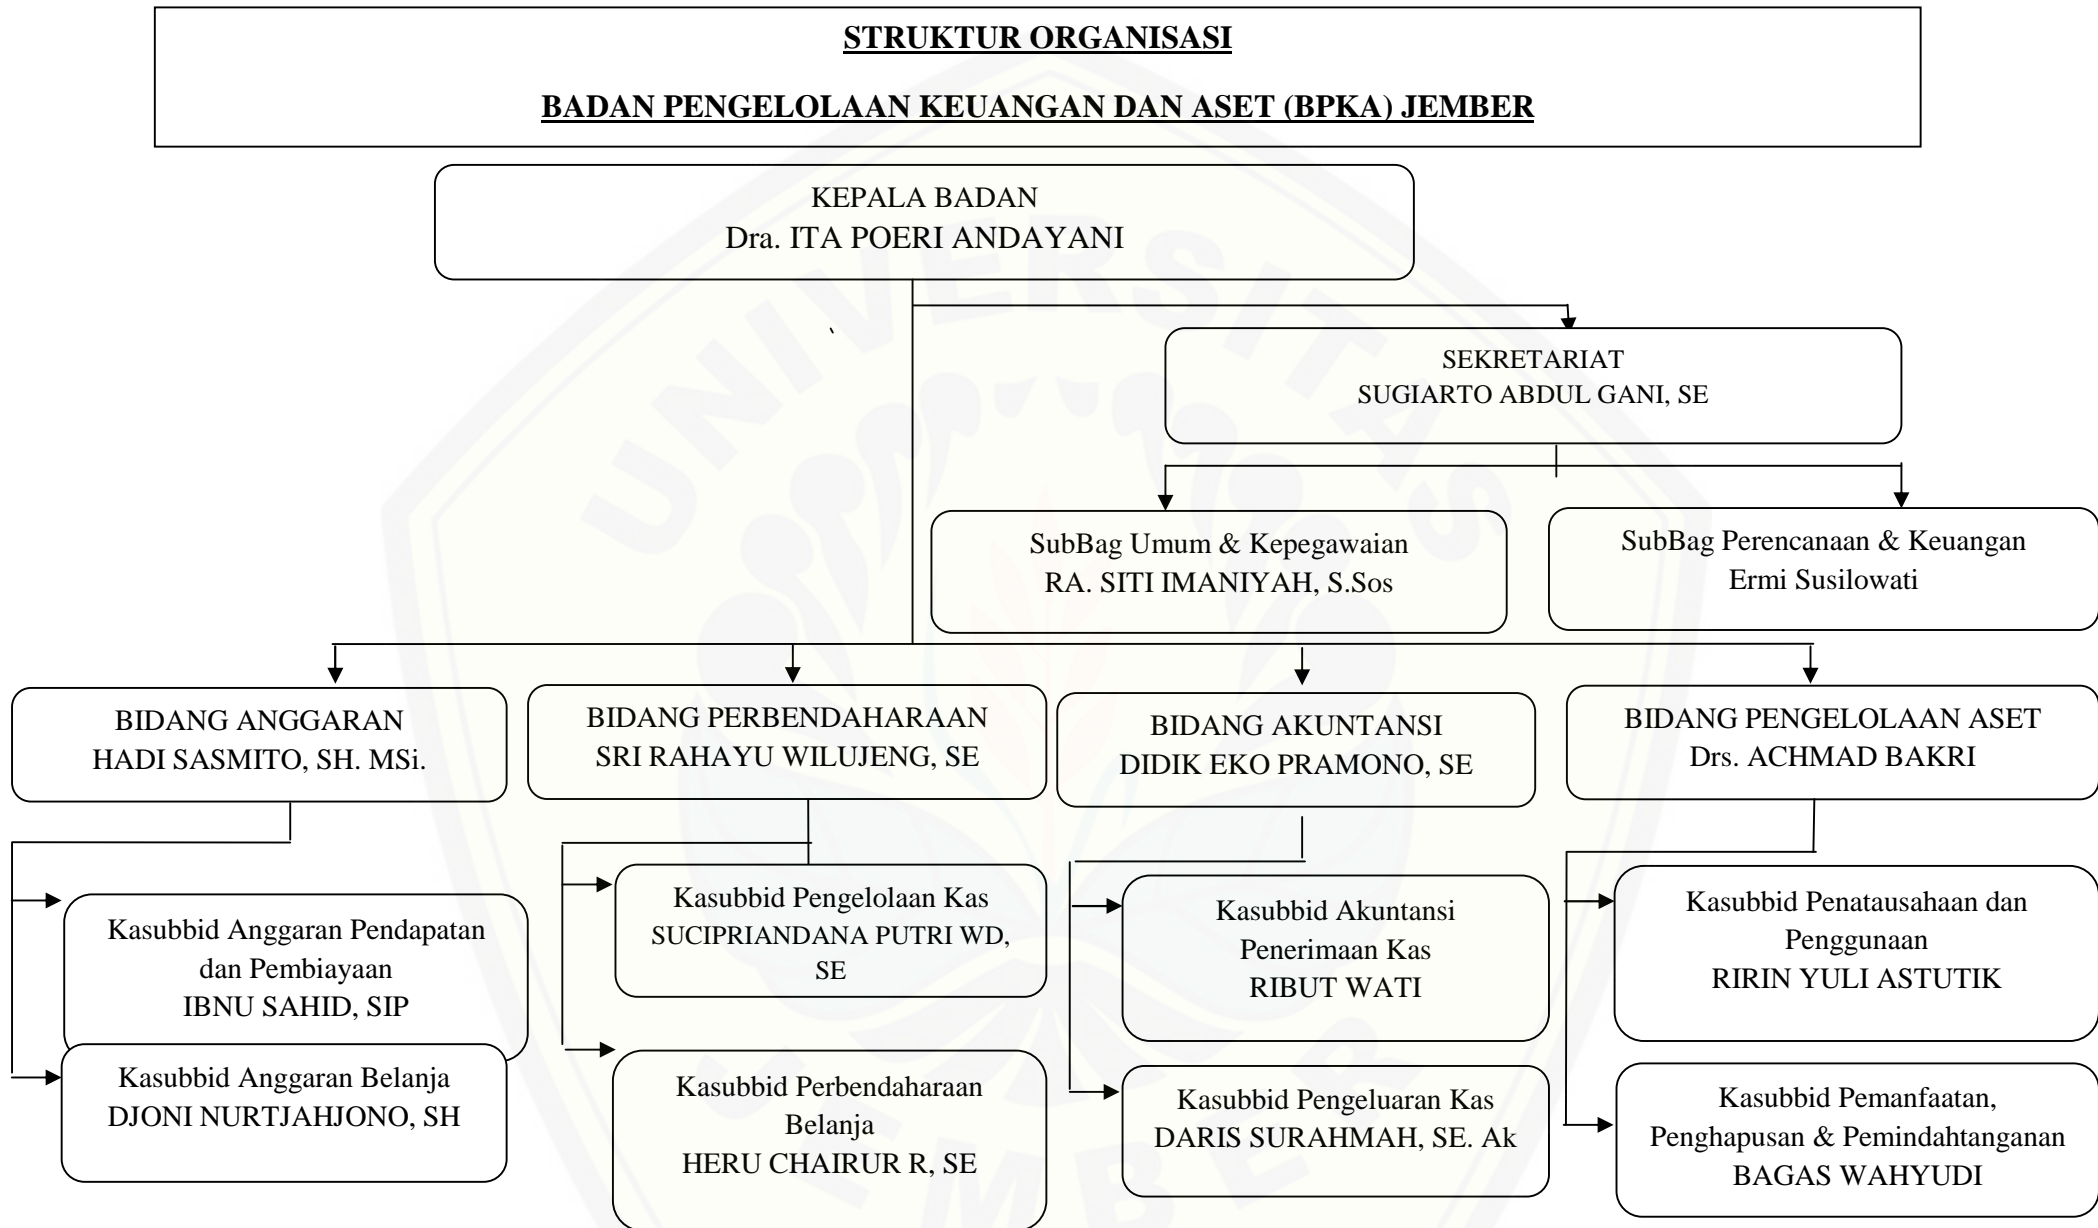 STRUKTUR ORGANISASI
BADAN PENGELOLAAN KEUANGAN DAN ASET (BPKA) JEMBER
KEPALA BADAN
Dra. ITA POERI ANDAYANI
SEKRETARIAT
SUGIARTO ABDUL GANI, SE
SubBag Umum & Kepegawaian
RA. SITI IMANIYAH, S.Sos
SubBag Perencanaan & Keuangan
Ermi Susilowati
BIDANG ANGGARAN
HADI SASMITO, SH. MSi.
BIDANG PERBENDAHARAAN
SRI RAHAYU WILUJENG, SE
BIDANG AKUNTANSI
DIDIK EKO PRAMONO, SE
BIDANG PENGELOLAAN ASET
Drs. ACHMAD BAKRI
Kasubbid Anggaran Pendapatan
dan Pembiayaan
IBNU SAHID, SIP
Kasubbid Anggaran Belanja
DJONI NURTJAHJONO, SH
Kasubbid Pengelolaan Kas
SUCIPRIANDANA PUTRI WD,
SE
Kasubbid Perbendaharaan
Belanja
HERU CHAIRUR R, SE
Kasubbid Akuntansi
Penerimaan Kas
RIBUT WATI
Kasubbid Pengeluaran Kas
DARIS SURAHMAH, SE. Ak
Kasubbid Penatausahaan dan
Penggunaan
RIRIN YULI ASTUTIK
Kasubbid Pemanfaatan,
Penghapusan & Pemindahtanganan
BAGAS WAHYUDI
UNIVERSITAS
JEMBER